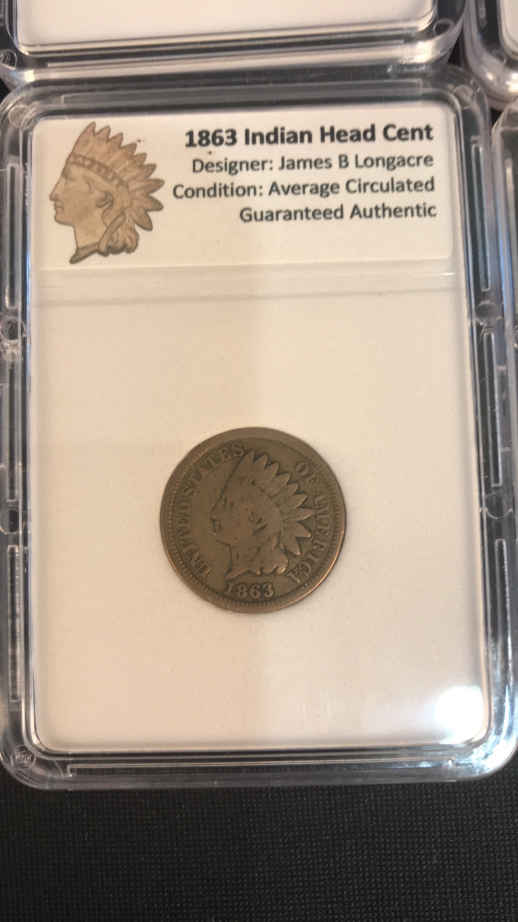 1863 Indian Head Cent
Designer: James B Longacre
Condition: Average Circulated
Guaranteed Authentic
UNITED STATES OF AMERICA
1863